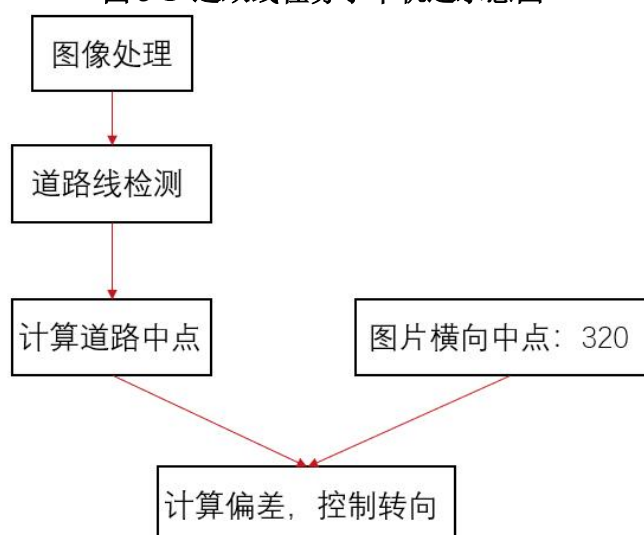 图像处理
道路线检测
计算道路中点
图片横向中点：320
计算偏差，控制转向